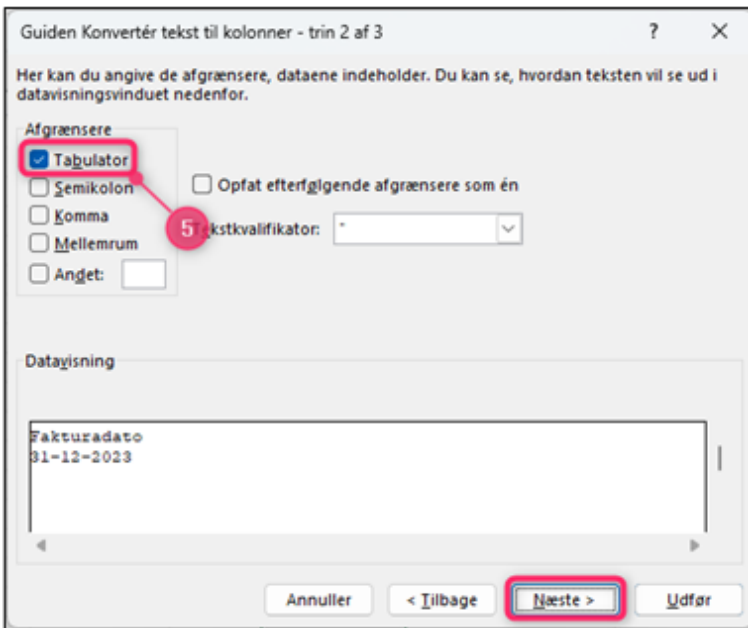 Guiden Konvertér tekst til kolonner - trin 2 af 3 ? ×
Her kan du angive de afgrænsere, dataene indeholder. Du kan se, hvordan teksten vil se ud i
datavisningsvinduet nedenfor.
Afgrænsere
Tabulator
Semikolon
Opfat efterfølgende afgrænsere som én
Komma
5
kstkvalifikator: "
Mellemrum
Andet:
Datavisning
Fakturadato
31-12-2023
Annuller < Tilbage Næste > Udfør